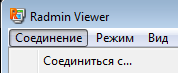 Radmin Viewer
Соединение Режим Вид
Соединиться с...